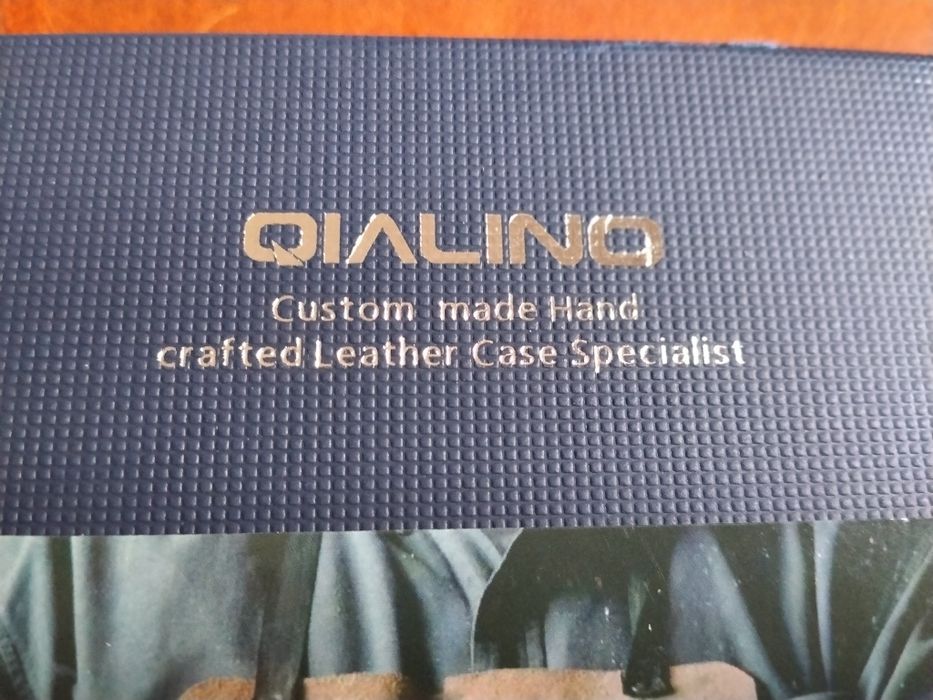 QIALINO
Custom made Hand
crafted Leather Case Specialist